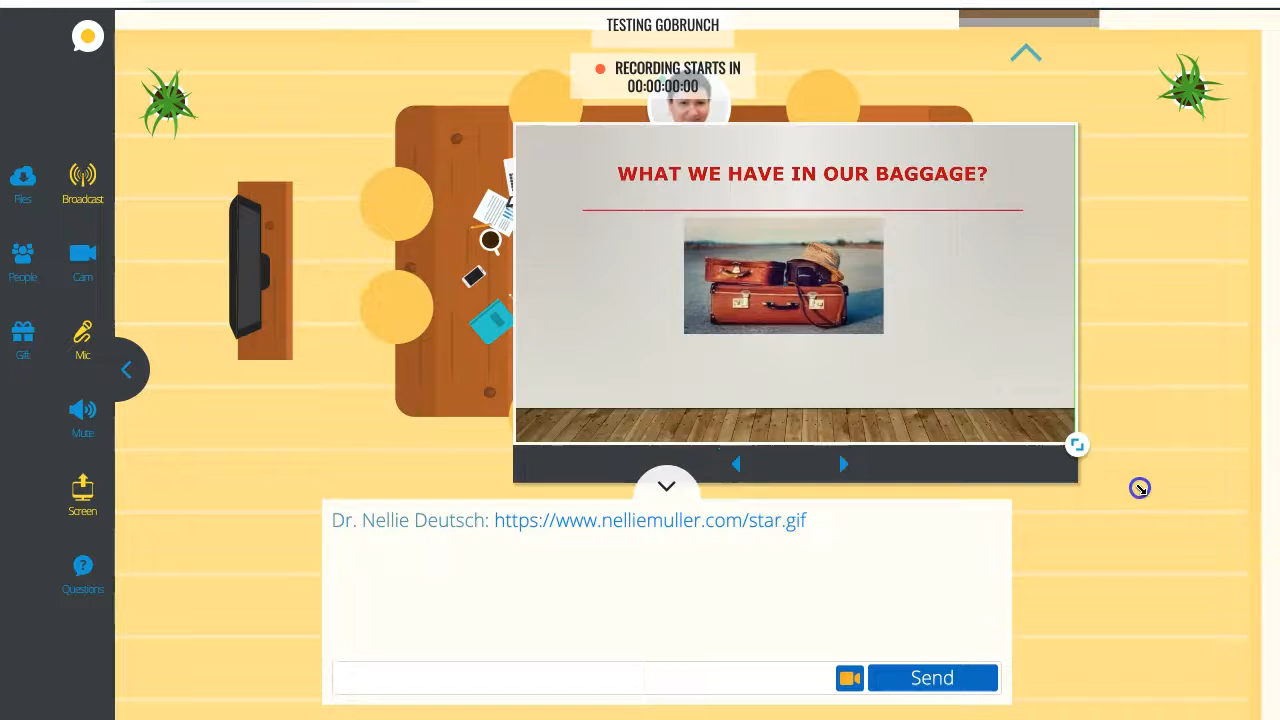 TESTING GOBRUNCH
RECORDING STARTS IN
00:00:00:00
WHAT WE HAVE IN OUR BAGGAGE?
Files
Broadcast
People
Cam
Gift
Mic
Mute
Screen
Questions
Dr. Nellie Deutsch: https://www.nelliemuller.com/star.gif
Send